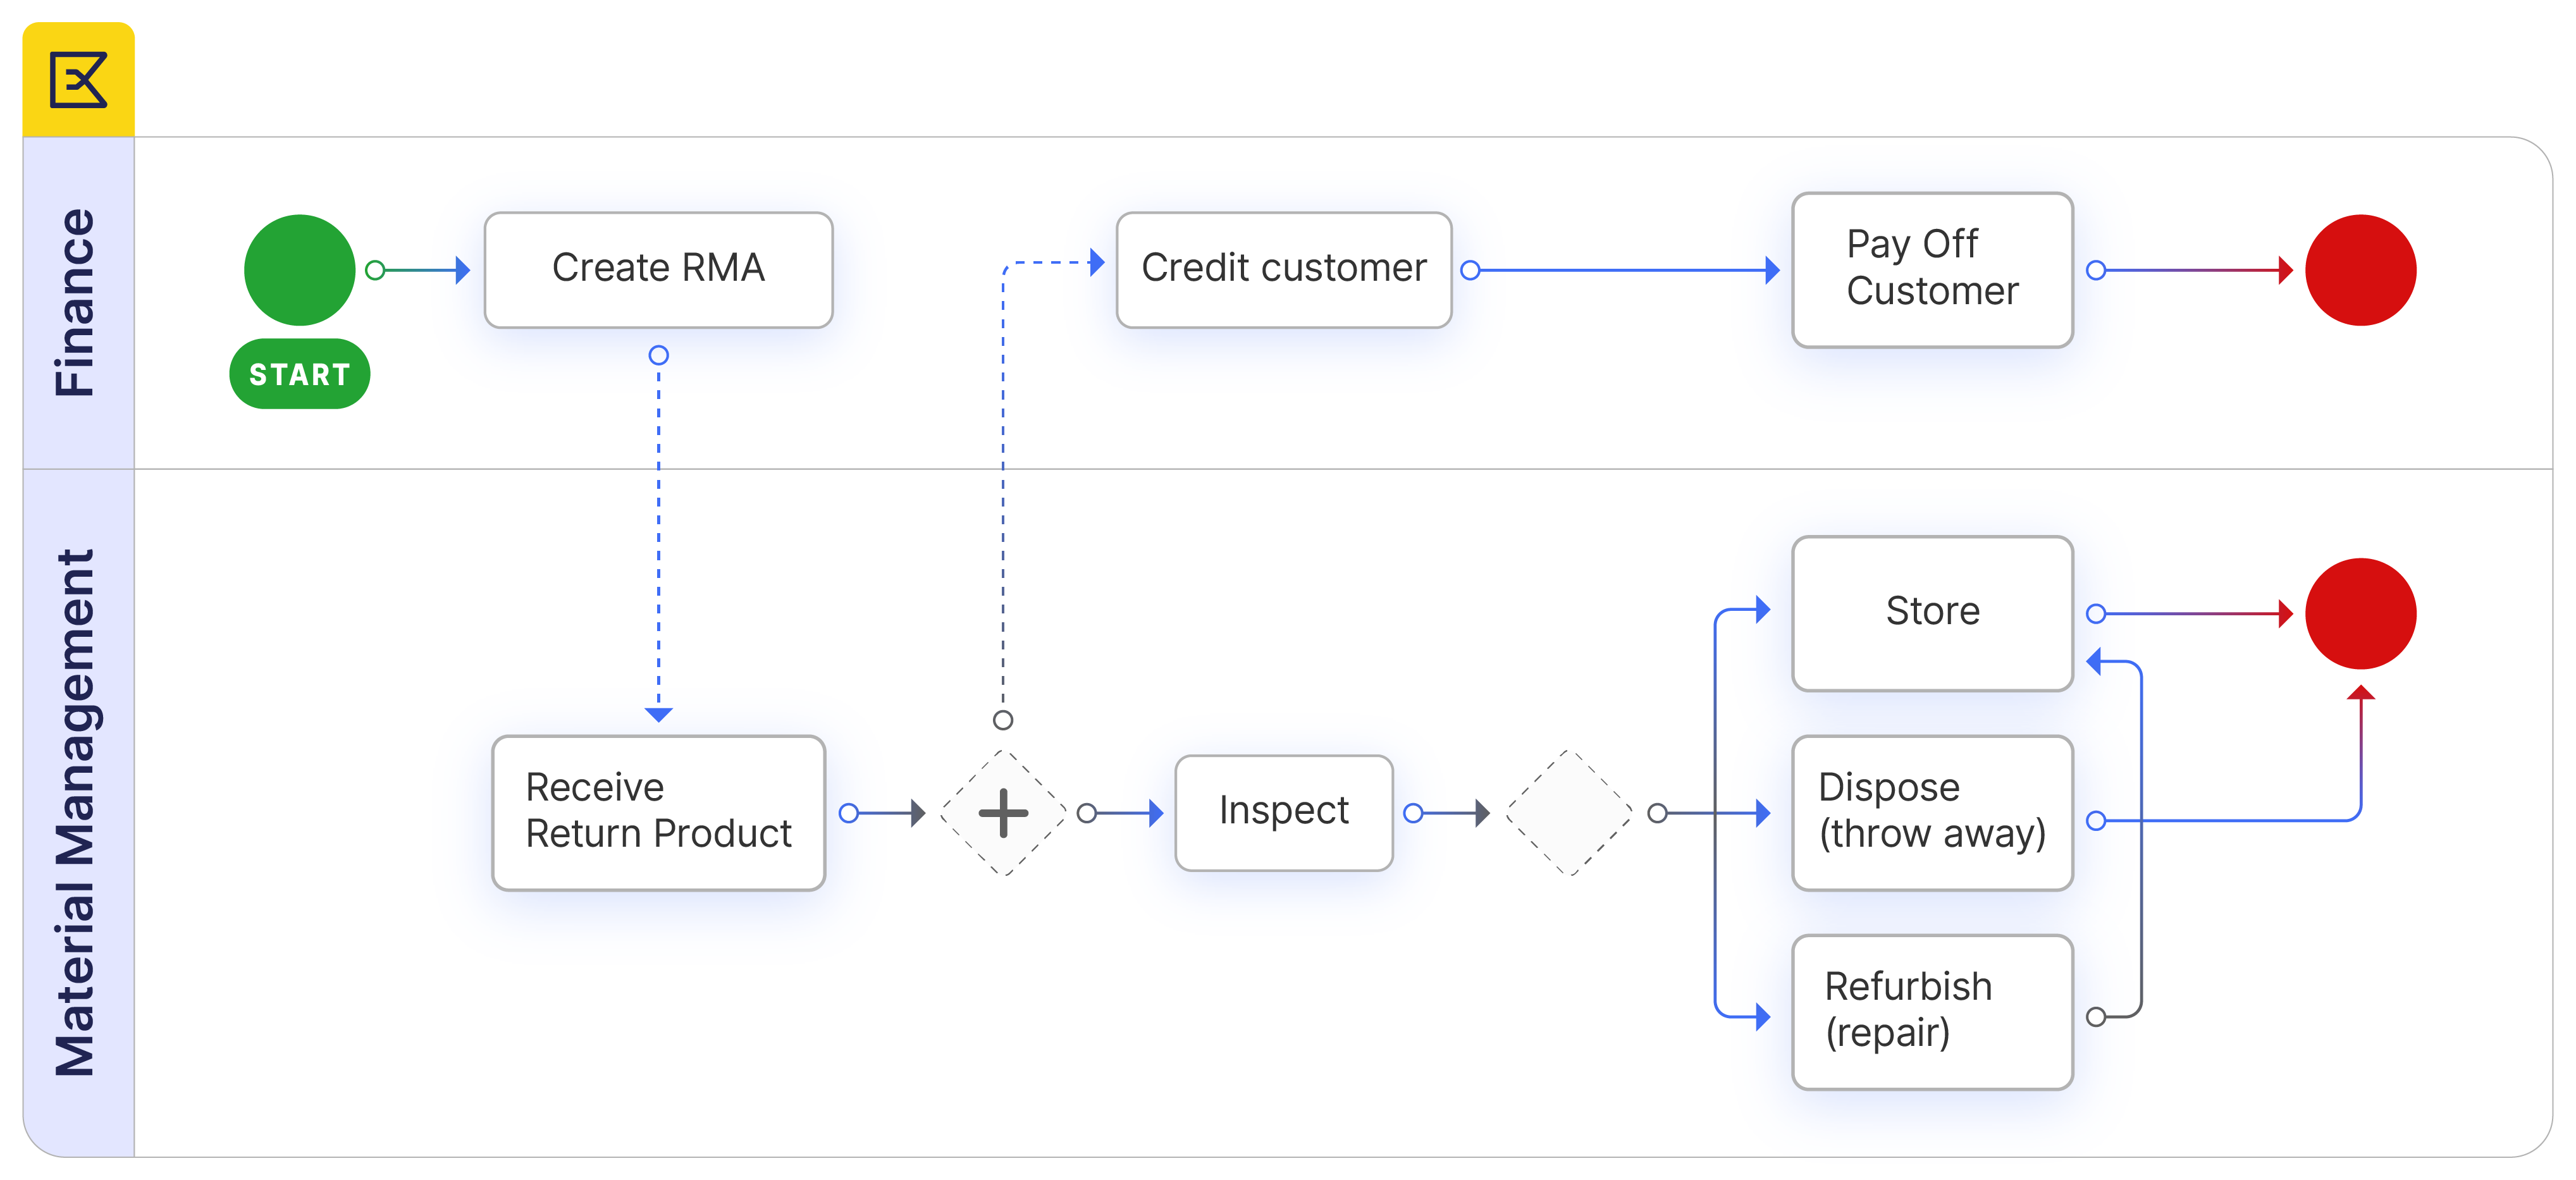 Finance
START
Create RMA
Credit customer
Pay Off
Customer
Material Management
Receive
Return Product
Inspect
Store
Dispose
(throw away)
Refurbish
(repair)